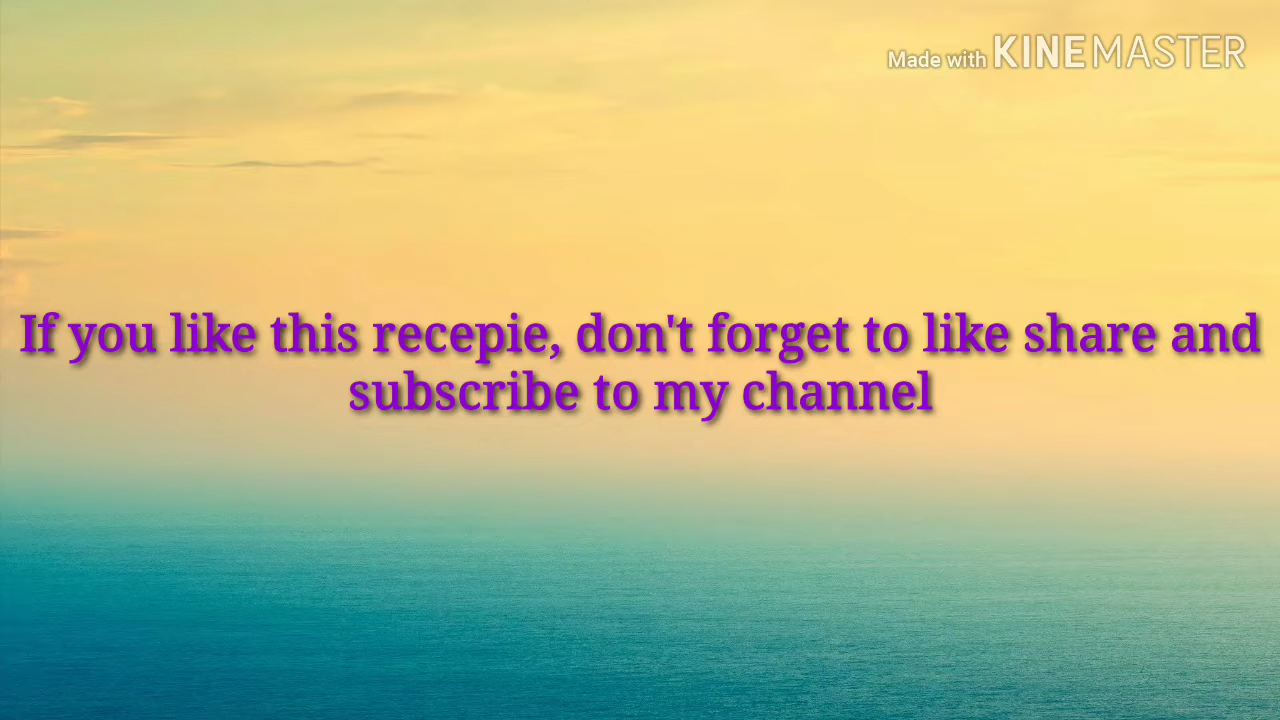 Made with KINEMASTER
If you like this recepie, don't forget to like share and
subscribe to my channel